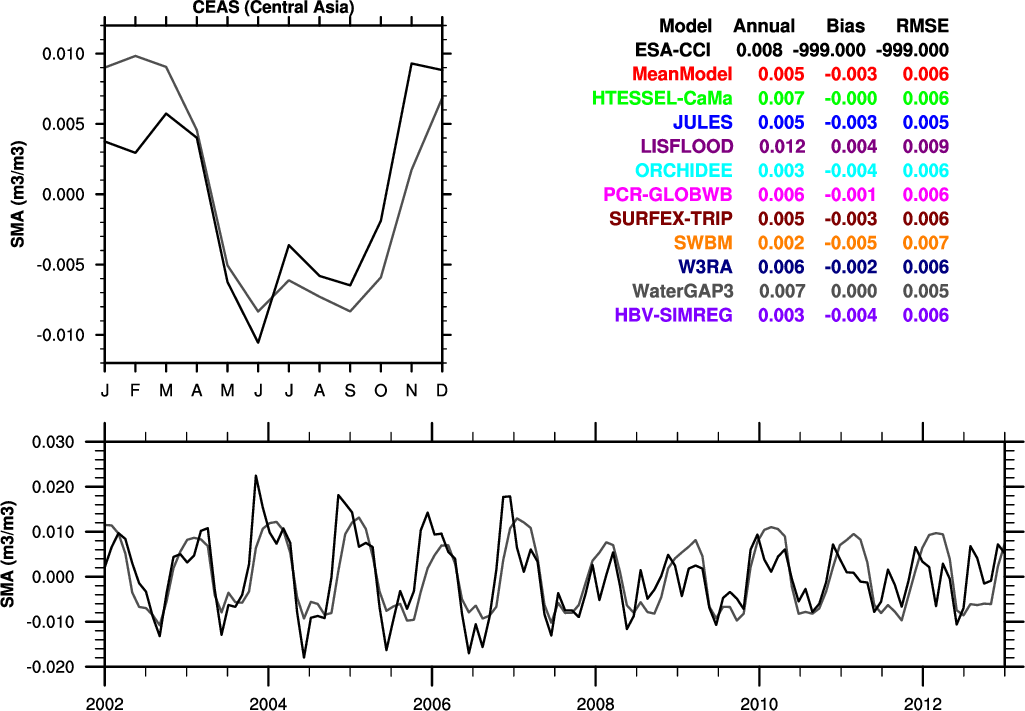 CEAS (Central Asia)
SMA (m3/m3)
0.010
0.005
0.000
-0.005
-0.010
J F M A M J J A S O N D
Model Annual Bias RMSE
ESA-CCI 0.008 -999.000 -999.000
MeanModel 0.005 -0.003 0.006
HTESSEL-CaMa 0.007 -0.000 0.006
JULES 0.005 -0.003 0.005
LISFLOOD 0.012 0.004 0.009
ORCHIDEE 0.003 -0.004 0.006
PCR-GLOBWB 0.006 -0.001 0.006
SURFEX-TRIP 0.005 -0.003 0.006
SWBM 0.002 -0.005 0.007
W3RA 0.006 -0.002 0.006
WaterGAP3 0.007 0.000 0.005
HBV-SIMREG 0.003 -0.004 0.006
SMA (m3/m3)
0.030
0.020
0.010
0.000
-0.010
-0.020
2002 2004 2006 2008 2010 2012